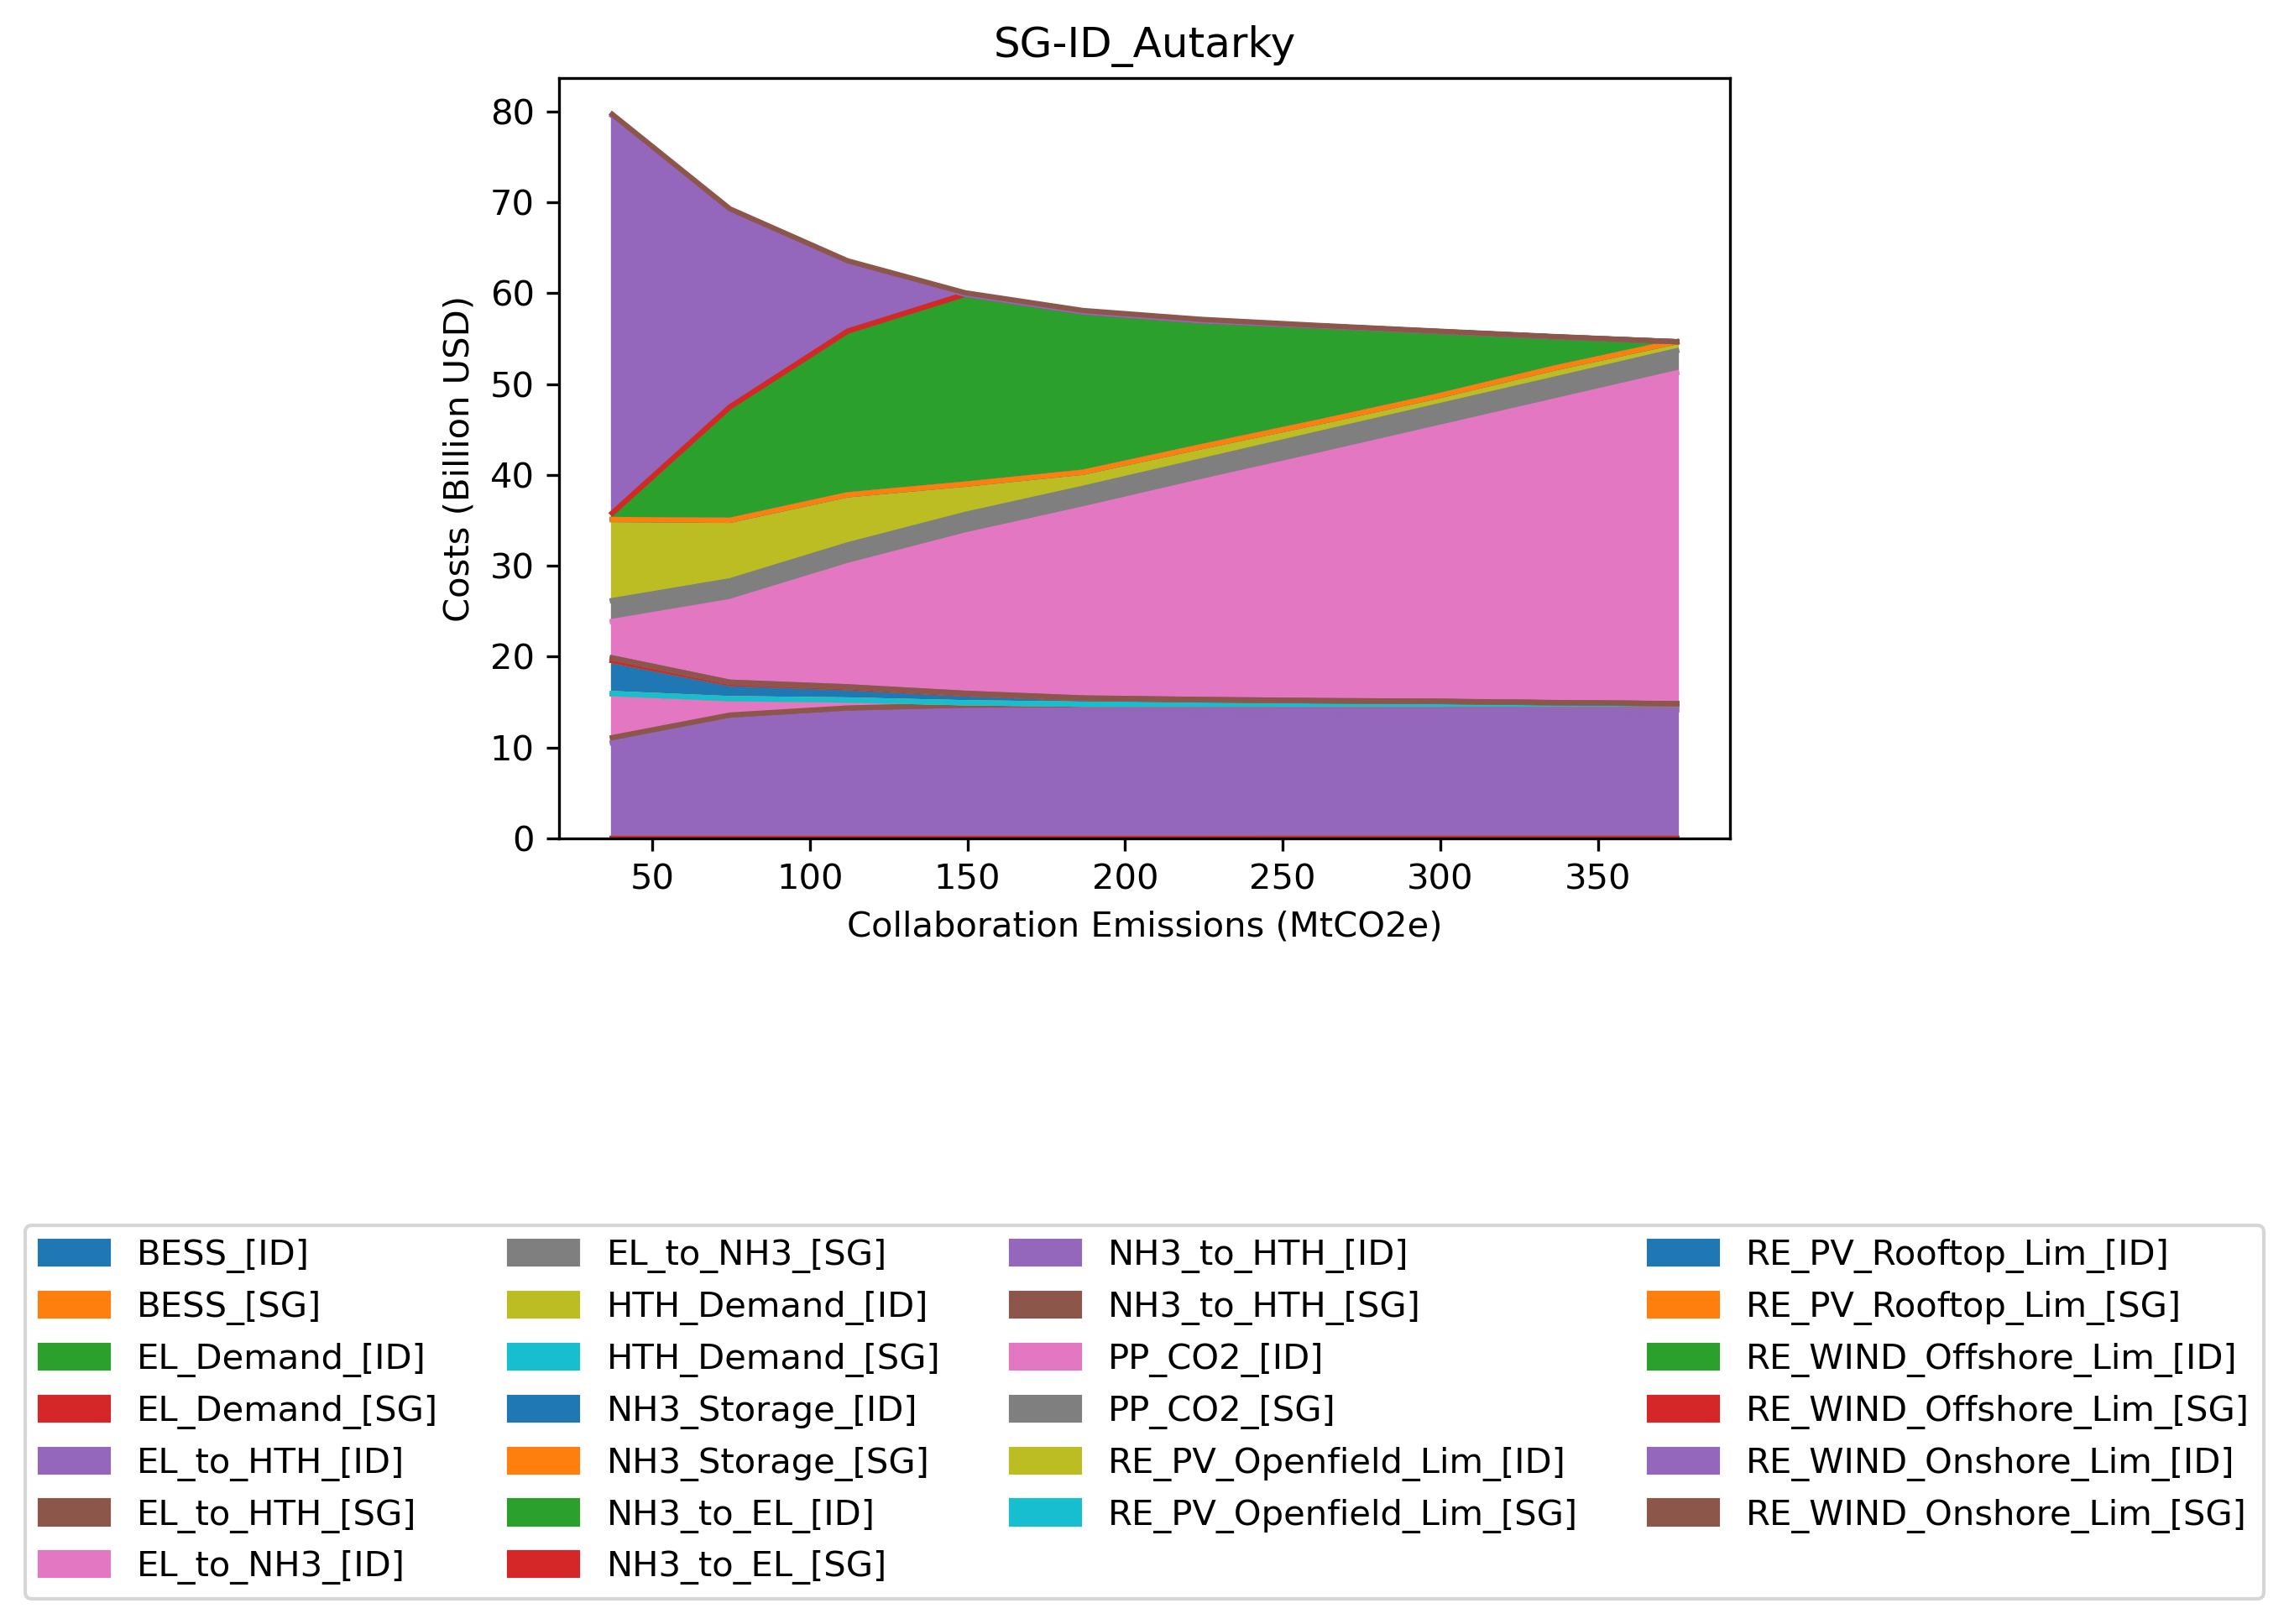 SG-ID_Autarky
80
70
60
50
40
30
20
10
0
Costs (Billion USD)
50 100 150 200 250 300 350
Collaboration Emissions (MtCO2e)
BESS_[ID]
BESS_[SG]
EL_Demand_[ID]
EL_Demand_[SG]
EL_to_HTH_[ID]
EL_to_HTH_[SG]
EL_to_NH3_[ID]
EL_to_NH3_[SG]
HTH_Demand_[ID]
HTH_Demand_[SG]
NH3_Storage_[ID]
NH3_Storage_[SG]
NH3_to_EL_[ID]
NH3_to_EL_[SG]
NH3_to_HTH_[ID]
NH3_to_HTH_[SG]
PP_CO2_[ID]
PP_CO2_[SG]
RE_PV_Openfield_Lim_[ID]
RE_PV_Openfield_Lim_[SG]
RE_PV_Rooftop_Lim_[ID]
RE_PV_Rooftop_Lim_[SG]
RE_WIND_Offshore_Lim_[ID]
RE_WIND_Offshore_Lim_[SG]
RE_WIND_Onshore_Lim_[ID]
RE_WIND_Onshore_Lim_[SG]